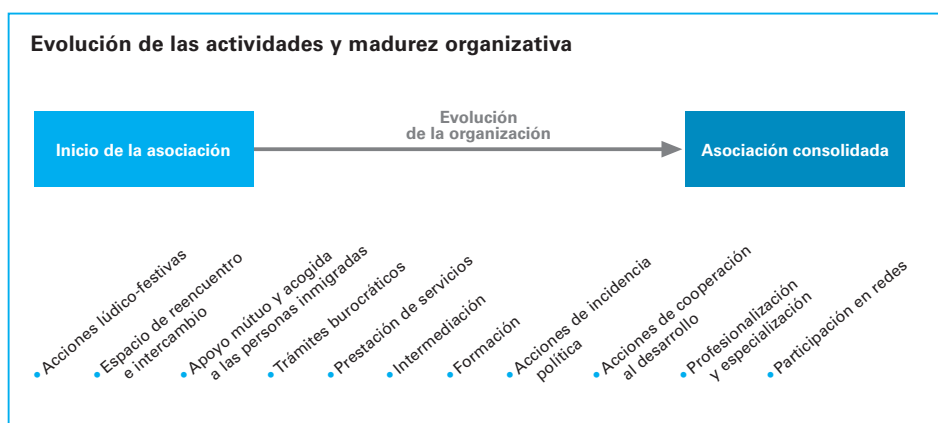 Evolución de las actividades y madurez organizativa
Evolución
de la organización
Inicio de la asociación
Asociación consolidada
• Acciones lúdico-festivas
• Espacio de reencuentro
e intercambio
• Apoyo mútuo y acogida
a las personas inmigradas
• Trámites burocráticos
• Prestación de servicios
• Intermediación
• Formación
• Acciones de incidencia
política
• Acciones de cooperación
al desarrollo
• Profesionalización
y especialización
• Participación en redes